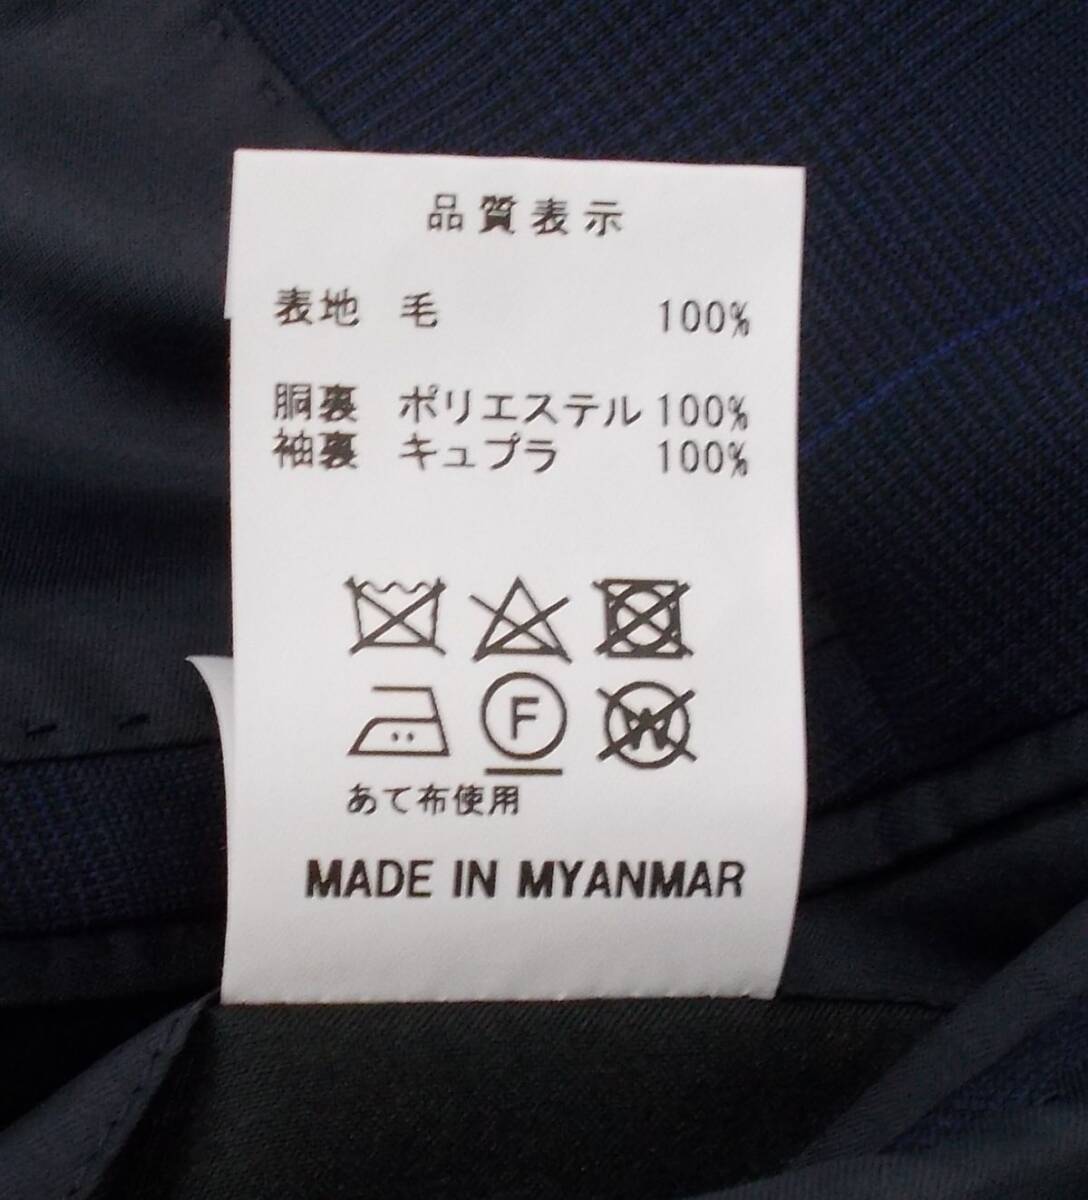 品質表示
表地 毛 100%
胴裏 ポリエステル 100%
袖裏 キュプラ 100%
F
W
あて布使用
MADE IN MYANMAR